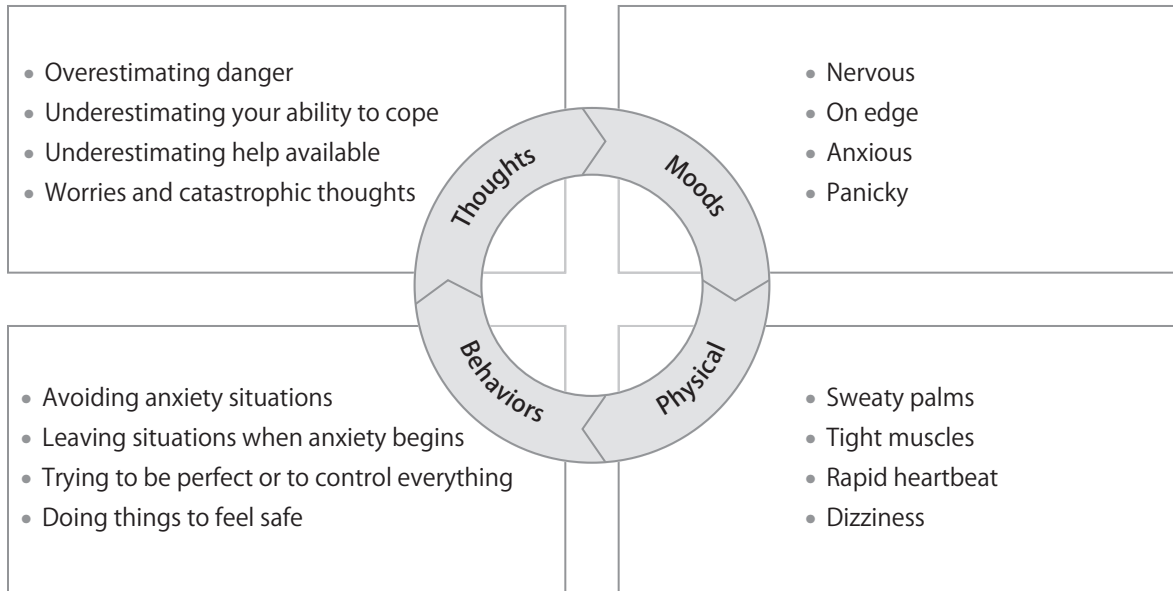 • Overestimating danger
• Underestimating your ability to cope
• Underestimating help available
• Worries and catastrophic thoughts
• Nervous
• On edge
• Anxious
• Panicky
Thoughts
Moods
Behaviors
Physical
• Avoiding anxiety situations
• Leaving situations when anxiety begins
• Trying to be perfect or to control everything
• Doing things to feel safe
• Sweaty palms
• Tight muscles
• Rapid heartbeat
• Dizziness